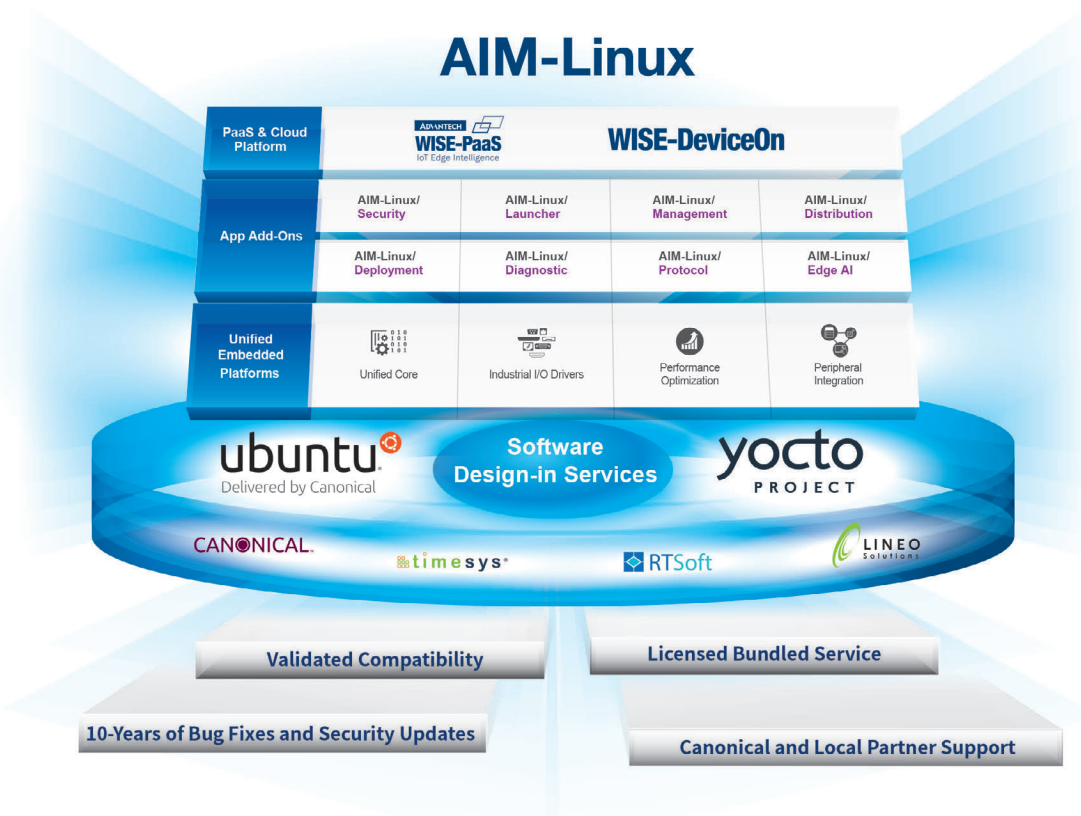 AIM-Linux
PaaS & Cloud
Platform
ADVANTECH
WISE-PaaS
IoT Edge Intelligence
WISE-DeviceOn
App Add-Ons
AIM-Linux/
Security
AIM-Linux/
Launcher
AIM-Linux/
Management
AIM-Linux/
Distribution
AIM-Linux/
Deployment
AIM-Linux/
Diagnostic
AIM-Linux/
Protocol
AIM-Linux/
Edge AI
Unified
Embedded
Platforms
010
101
010
101
Unified Core
Industrial I/O Drivers
Performance
Optimization
Peripheral
Integration
ubuntu
Delivered by Canonical
Software
Design-in Services
yocto
PROJECT
CANONICAL
timesys®
RTSoft
LINEO
Solutions
Validated Compatibility
Licensed Bundled Service
10-Years of Bug Fixes and Security Updates
Canonical and Local Partner Support